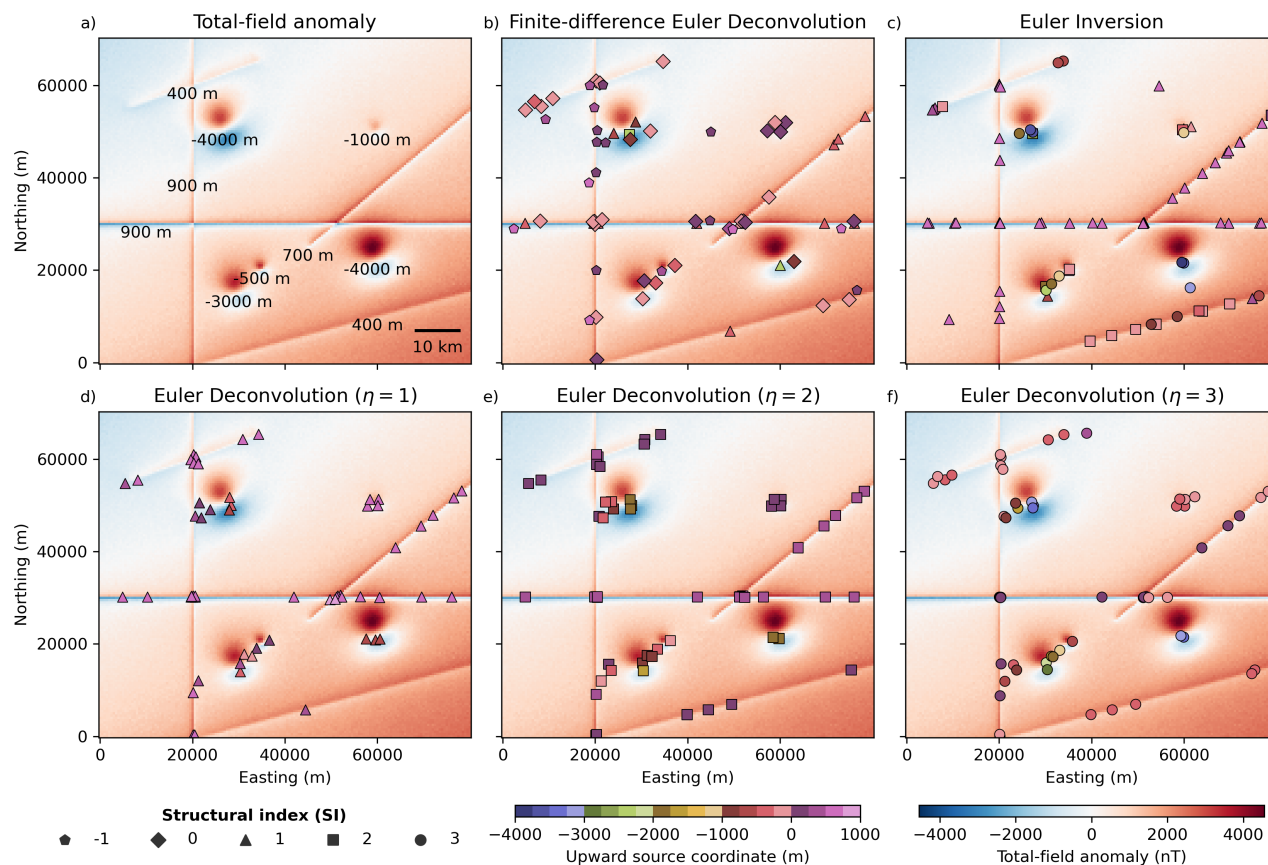 a) Total-field anomaly
b) Finite-difference Euler Deconvolution
c) Euler Inversion
60000
40000
20000
0
Northing (m)
400 m
-4000 m
-1000 m
900 m
900 m
700 m
-4000 m
-500 m
-3000 m
400 m
10 km
d) Euler Deconvolution (η = 1)
e) Euler Deconvolution (η = 2)
f) Euler Deconvolution (η = 3)
60000
40000
20000
0
Northing (m)
0 20000 40000 60000
Easting (m)
0 20000 40000 60000
Easting (m)
0 20000 40000 60000
Easting (m)
Structural index (SI)
-1 0 1 2 3
−4000 −3000 −2000 −1000 0 1000
Upward source coordinate (m)
−4000 −2000 0 2000 4000
Total-field anomaly (nT)